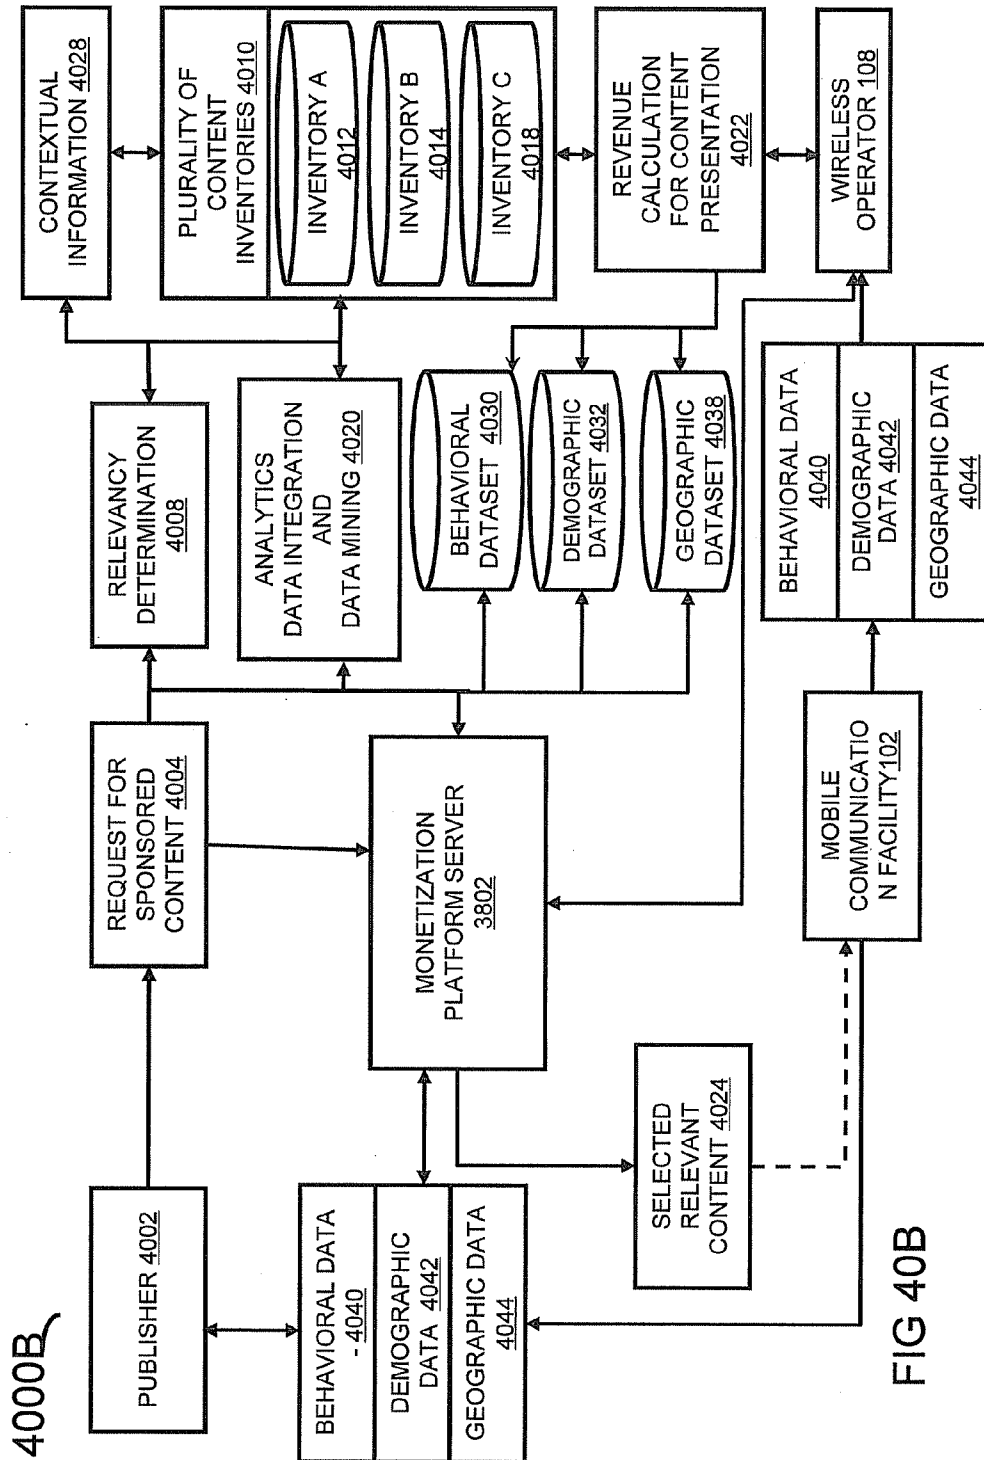 4000B
PUBLISHER 4002
REQUEST FOR
SPONSORED
CONTENT 4004
RELEVANCY
DETERMINATION
4008
CONTEXTUAL
INFORMATION 4028
BEHAVIORAL DATA
- 4040
DEMOGRAPHIC
DATA 4042
GEOGRAPHIC DATA
4044
MONETIZATION
PLATFORM SERVER
3802
ANALYTICS
DATA INTEGRATION
AND
DATA MINING 4020
PLURALITY OF
CONTENT
INVENTORIES 4010
INVENTORY A
4012
INVENTORY B
4014
INVENTORY C
4018
BEHAVIORAL
DATASET 4030
DEMOGRAPHIC
DATASET 4032
GEOGRAPHIC
DATASET 4038
REVENUE
CALCULATION
FOR CONTENT
PRESENTATION
4022
SELECTED
RELEVANT
CONTENT 4024
MOBILE
COMMUNICATIO
N FACILITY102
BEHAVIORAL DATA
4040
DEMOGRAPHIC
DATA 4042
GEOGRAPHIC DATA
4044
WIRELESS
OPERATOR 108
FIG 40B